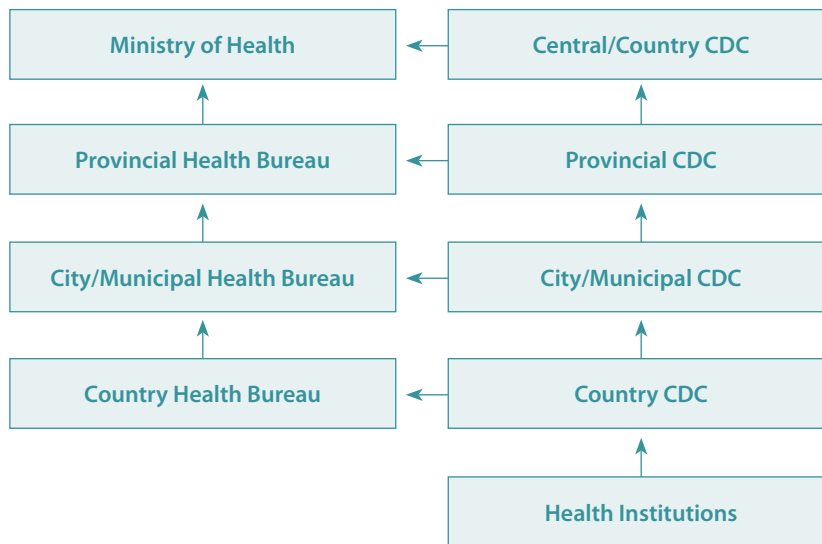 Ministry of Health
Central/Country CDC
Provincial Health Bureau
Provincial CDC
City/Municipal Health Bureau
City/Municipal CDC
Country Health Bureau
Country CDC
Health Institutions